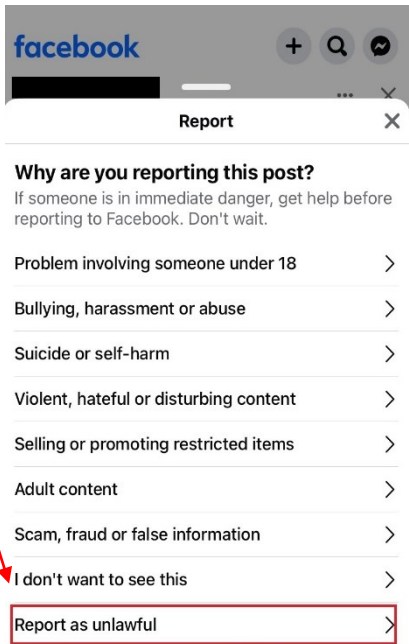 facebook
Report
Why are you reporting this post?
If someone is in immediate danger, get help before
reporting to Facebook. Don't wait.
Problem involving someone under 18
Bullying, harassment or abuse
Suicide or self-harm
Violent, hateful or disturbing content
Selling or promoting restricted items
Adult content
Scam, fraud or false information
I don't want to see this
Report as unlawful